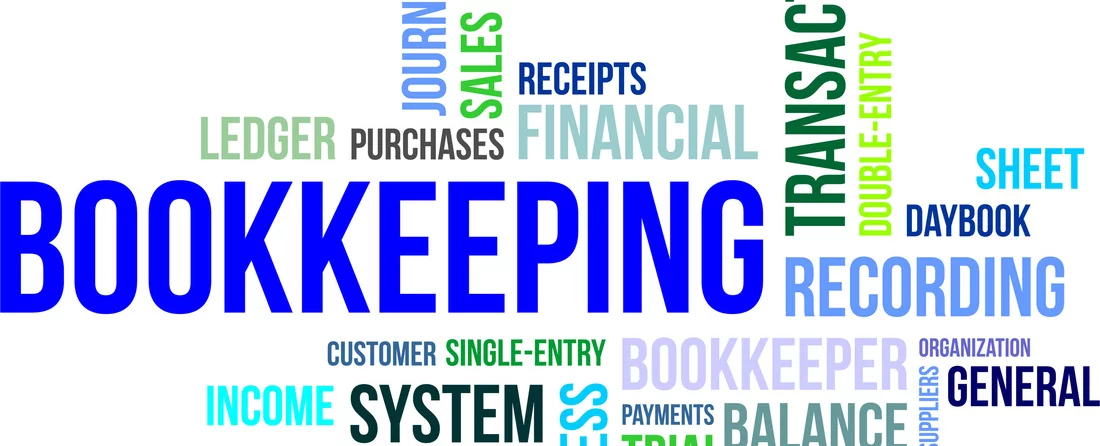 JOURN
SALES
RECEIPTS
TRANSAC
DOUBLE-ENTRY
LEDGER
PURCHASES
FINANCIAL
SHEET
DAYBOOK
BOOKKEEPING
RECORDING
CUSTOMER
SINGLE-ENTRY
BOOKKEEPER
ORGANIZATION
INCOME
SYSTEM
ESS
PAYMENTS
BALANCE
SUPPLIERS
GENERAL
TRIAL